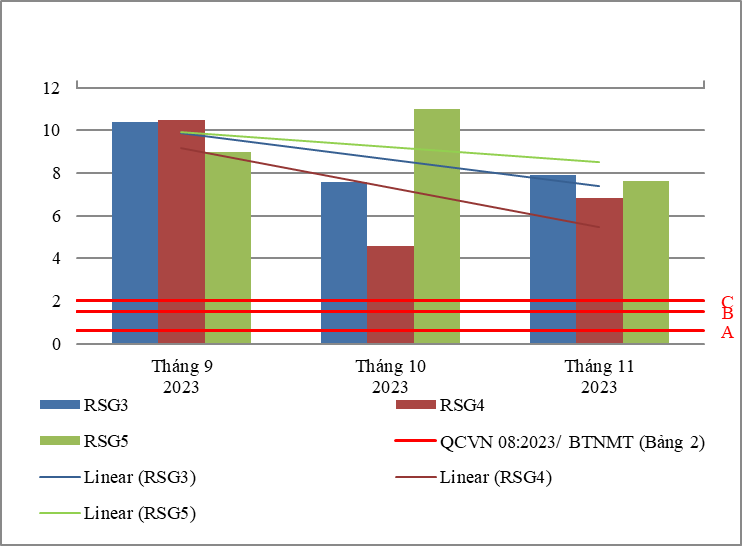 12
10
8
6
4
2
0
C
B
A
Tháng 9
2023
Tháng 10
2023
Tháng 11
2023
RSG3
RSG4
RSG5
QCVN 08:2023/ BTNMT (Bảng 2)
Linear (RSG3)
Linear (RSG4)
Linear (RSG5)